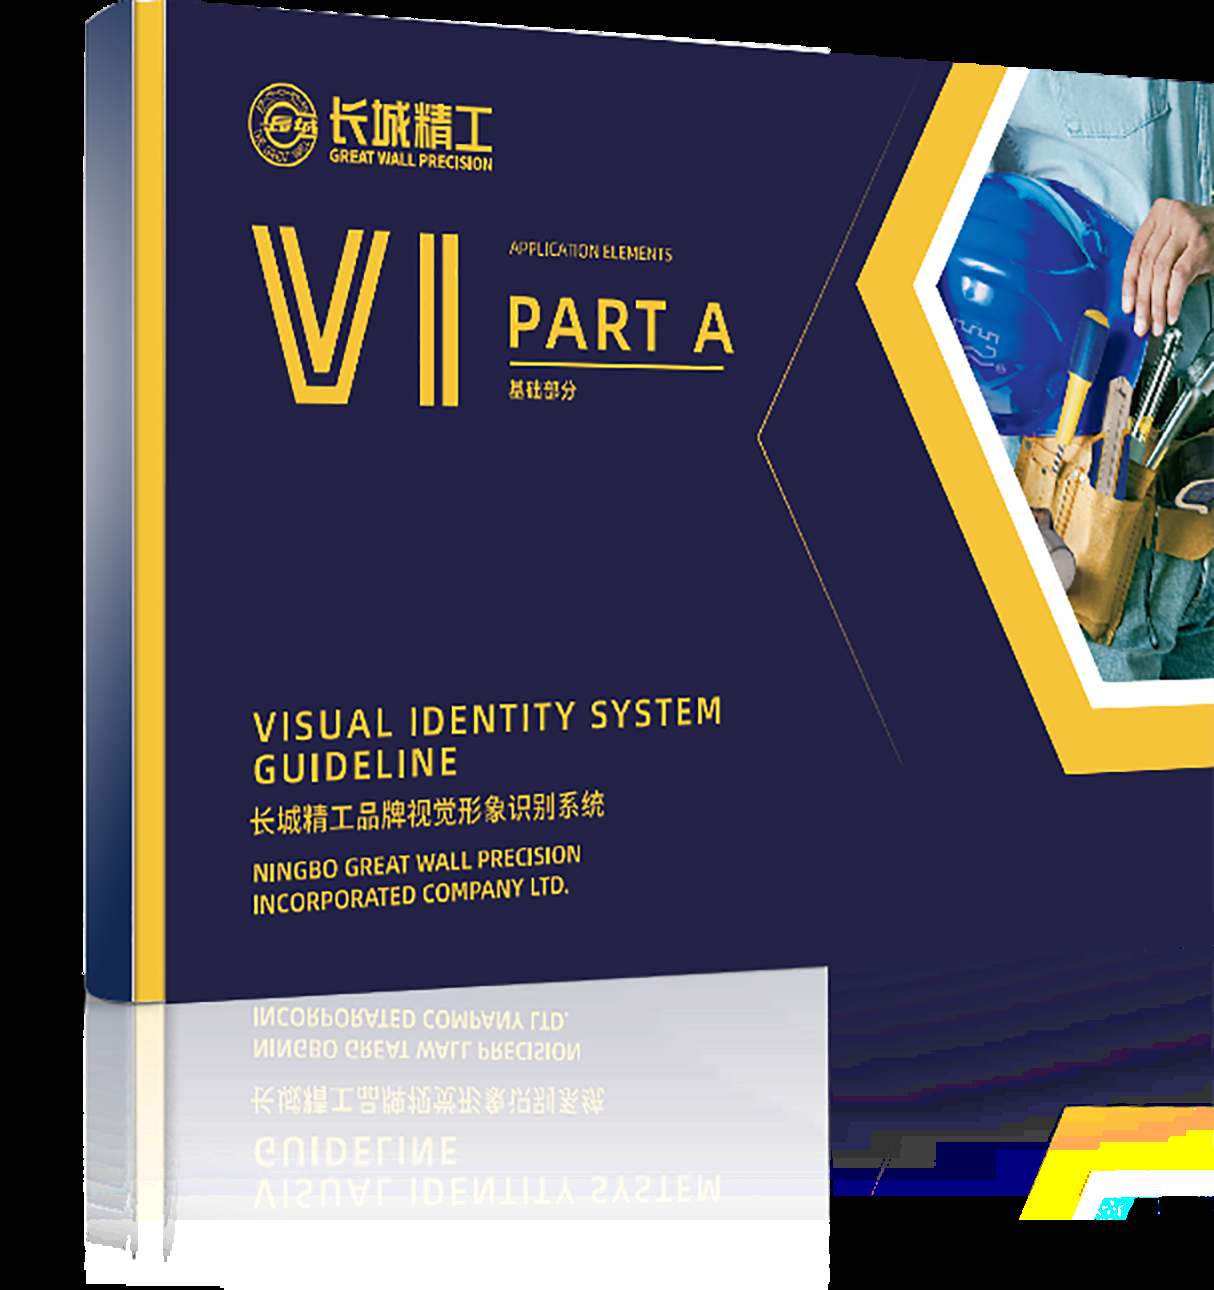 长城精工
GREAT WALL PRECISION
VI
APPLICATION ELEMENTS
PART A
基础部分
VISUAL IDENTITY SYSTEM
GUIDELINE
长城精工品牌视觉形象识别系统
NINGBO GREAT WALL PRECISION
INCORPORATED COMPANY LTD.